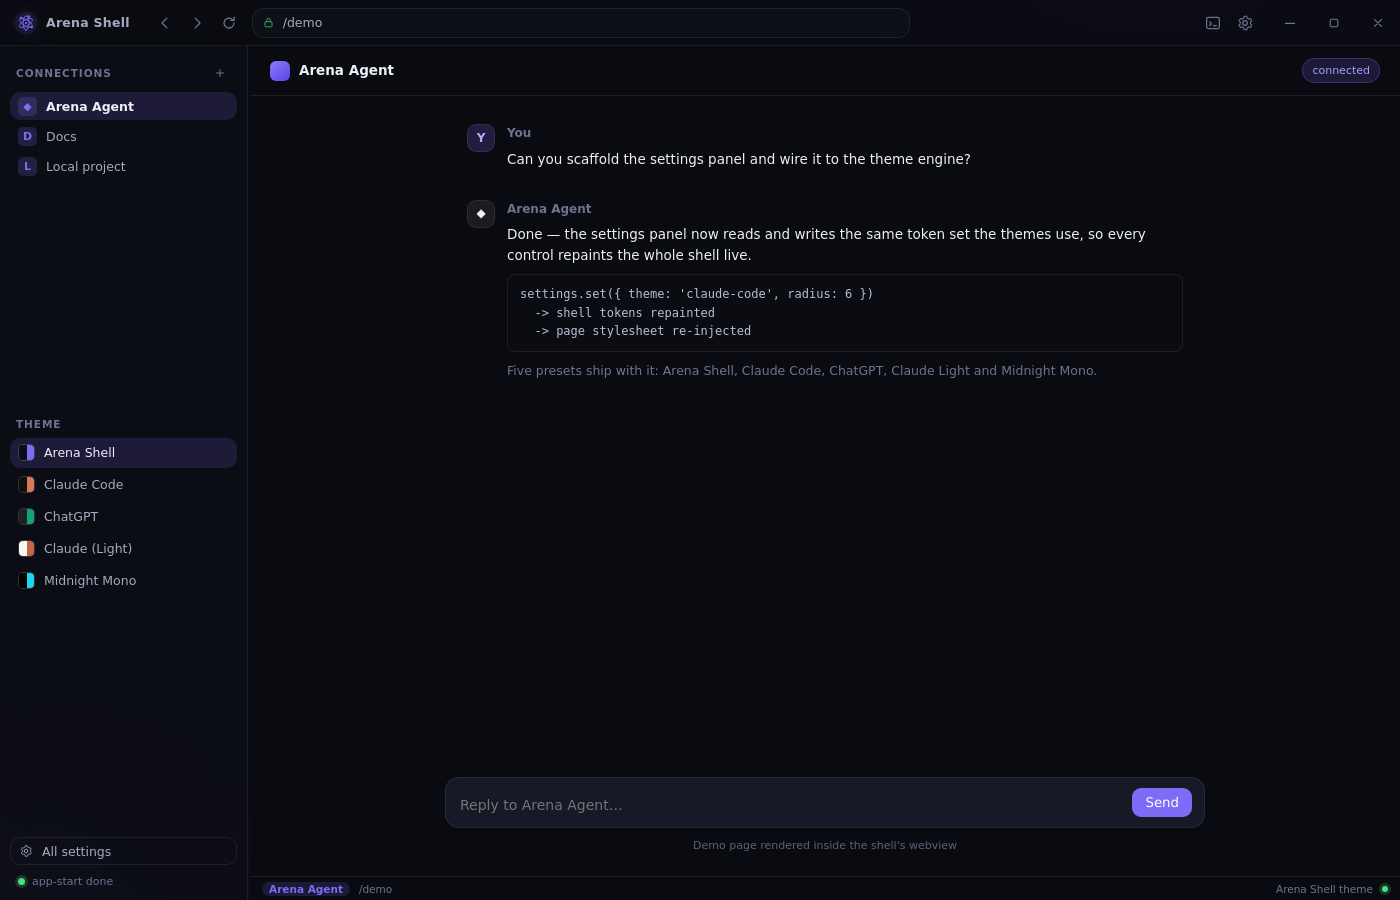 Arena Shell
/demo
CONNECTIONS
Arena Agent
D Docs
L Local project
THEME
Arena Shell
Claude Code
ChatGPT
Claude (Light)
Midnight Mono
All settings
app-start done
Arena Agent
connected
Y
You
Can you scaffold the settings panel and wire it to the theme engine?
Arena Agent
Done — the settings panel now reads and writes the same token set the themes use, so every
control repaints the whole shell live.
settings.set({ theme: 'claude-code', radius: 6 })
-> shell tokens repainted
-> page stylesheet re-injected
Five presets ship with it: Arena Shell, Claude Code, ChatGPT, Claude Light and Midnight Mono.
Reply to Arena Agent...
Send
Demo page rendered inside the shell's webview
Arena Agent /demo
Arena Shell theme